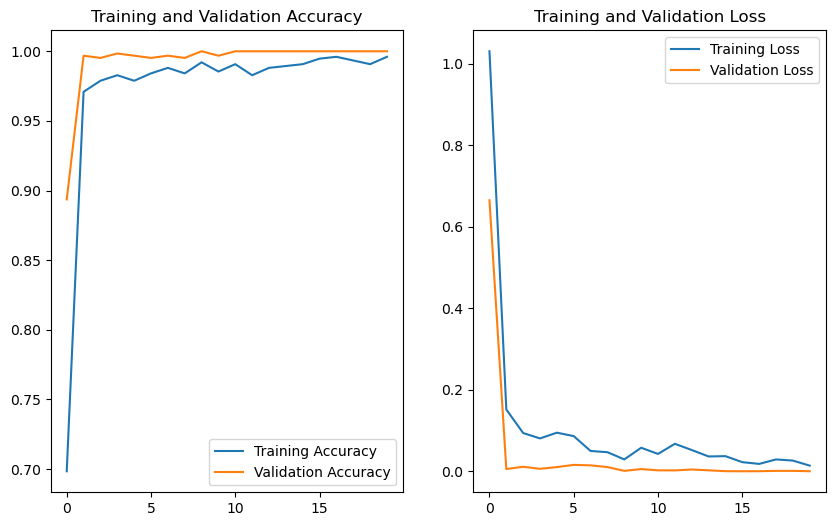 Training and Validation Accuracy
1.00
0.95
0.90
0.85
0.80
0.75
0.70
Training Accuracy
Validation Accuracy
0 5 10 15
Training and Validation Loss
Training Loss
Validation Loss
1.0
0.8
0.6
0.4
0.2
0.0
0 5 10 15